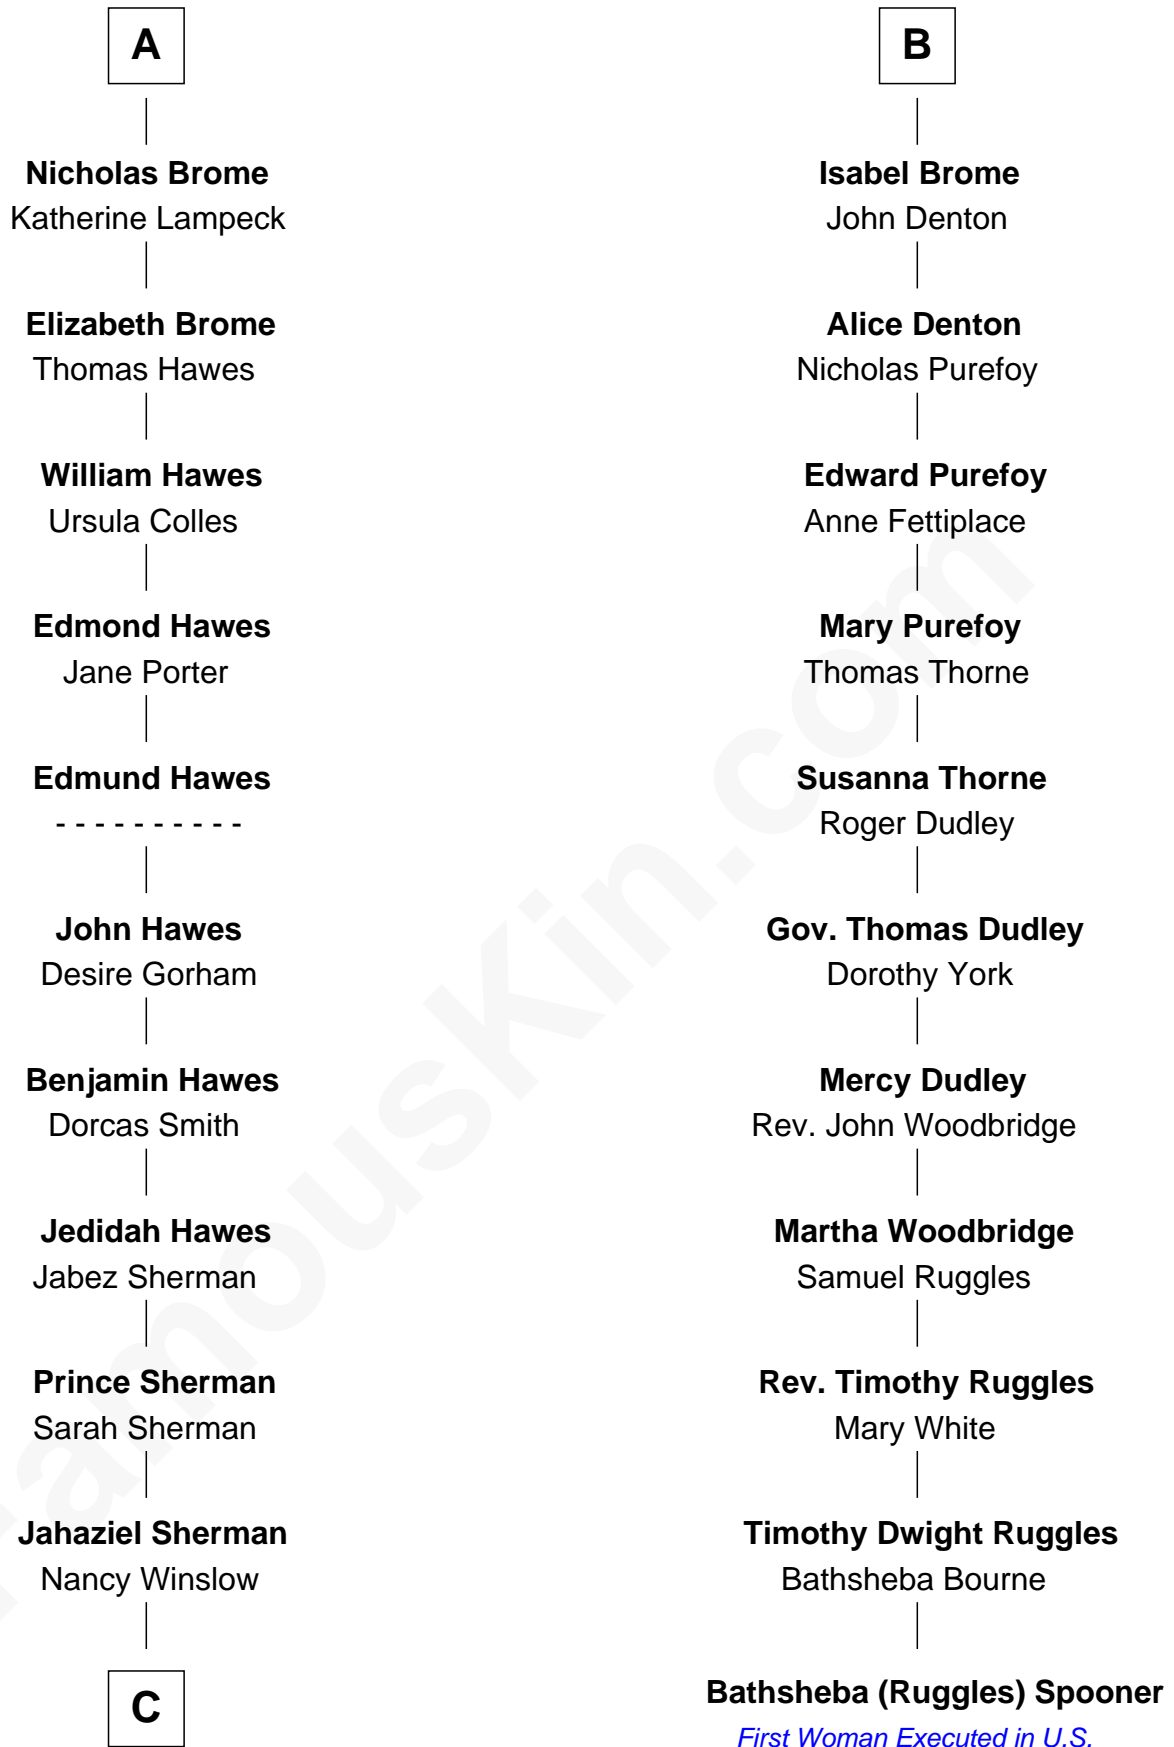 A
Nicholas Brome
Katherine Lampeck
Elizabeth Brome
Thomas Hawes
William Hawes
Ursula Colles
Edmond Hawes
Jane Porter
Edmund Hawes
- - - - - - - - - -
John Hawes
Desire Gorham
Benjamin Hawes
Dorcas Smith
Jedidah Hawes
Jabez Sherman
Prince Sherman
Sarah Sherman
Jahaziel Sherman
Nancy Winslow
C
B
Isabel Brome
John Denton
Alice Denton
Nicholas Purefoy
Edward Purefoy
Anne Fettiplace
Mary Purefoy
Thomas Thorne
Susanna Thorne
Roger Dudley
Gov. Thomas Dudley
Dorothy York
Mercy Dudley
Rev. John Woodbridge
Martha Woodbridge
Samuel Ruggles
Rev. Timothy Ruggles
Mary White
Timothy Dwight Ruggles
Bathsheba Bourne
Bathsheba (Ruggles) Spooner
First Woman Executed in U.S.
FamousKin.com